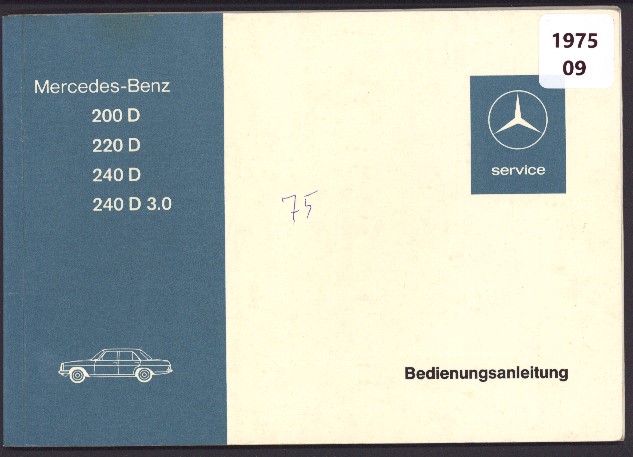 Mercedes-Benz
200 D
220 D
240 D
240 D 3.0
1975
09
service
75
Bedienungsanleitung